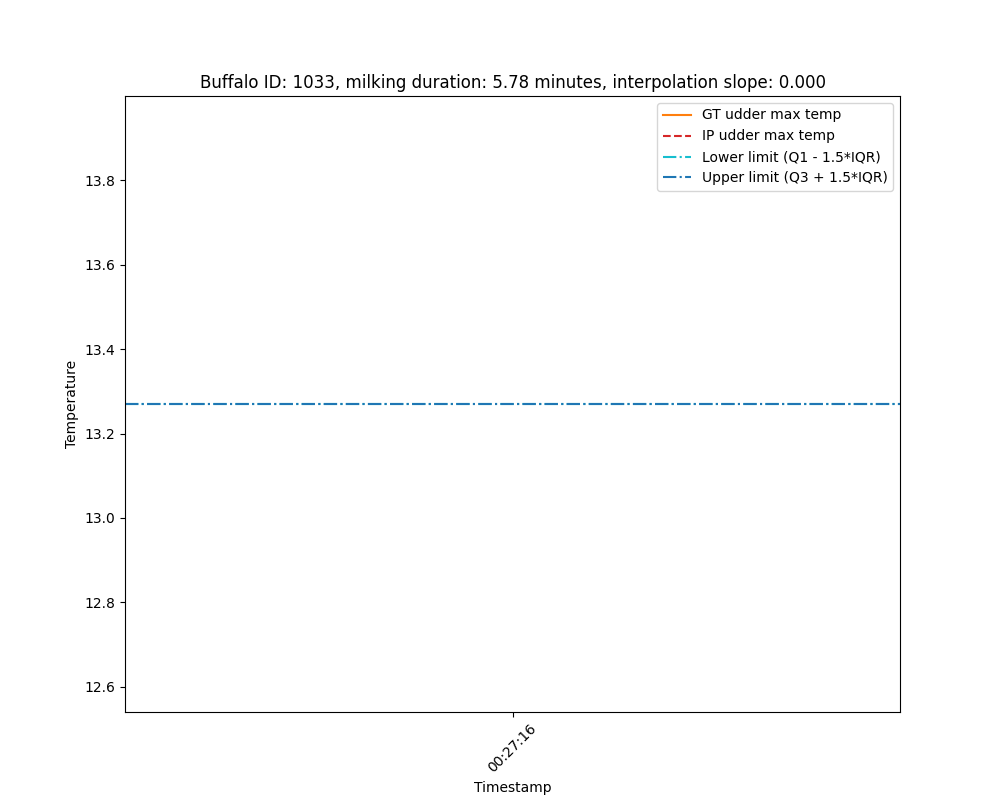 Buffalo ID: 1033, milking duration: 5.78 minutes, interpolation slope: 0.000
GT udder max temp
IP udder max temp
Lower limit (Q1 - 1.5*IQR)
Upper limit (Q3 + 1.5*IQR)
13.8
13.6
13.4
13.2
13.0
12.8
12.6
Temperature
00:27:16
Timestamp